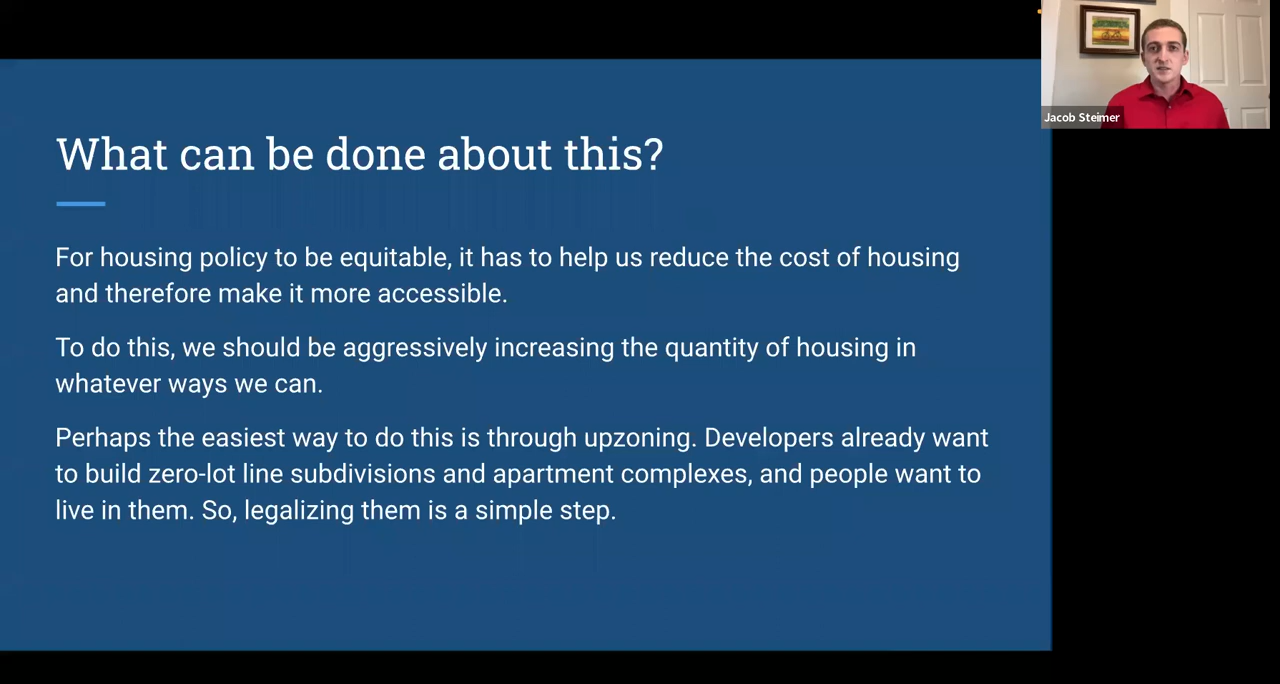 What can be done about this?
For housing policy to be equitable, it has to help us reduce the cost of housing
and therefore make it more accessible.
To do this, we should be aggressively increasing the quantity of housing in
whatever ways we can.
Perhaps the easiest way to do this is through upzoning. Developers already want
to build zero-lot line subdivisions and apartment complexes, and people want to
live in them. So, legalizing them is a simple step.
Jacob Steimer